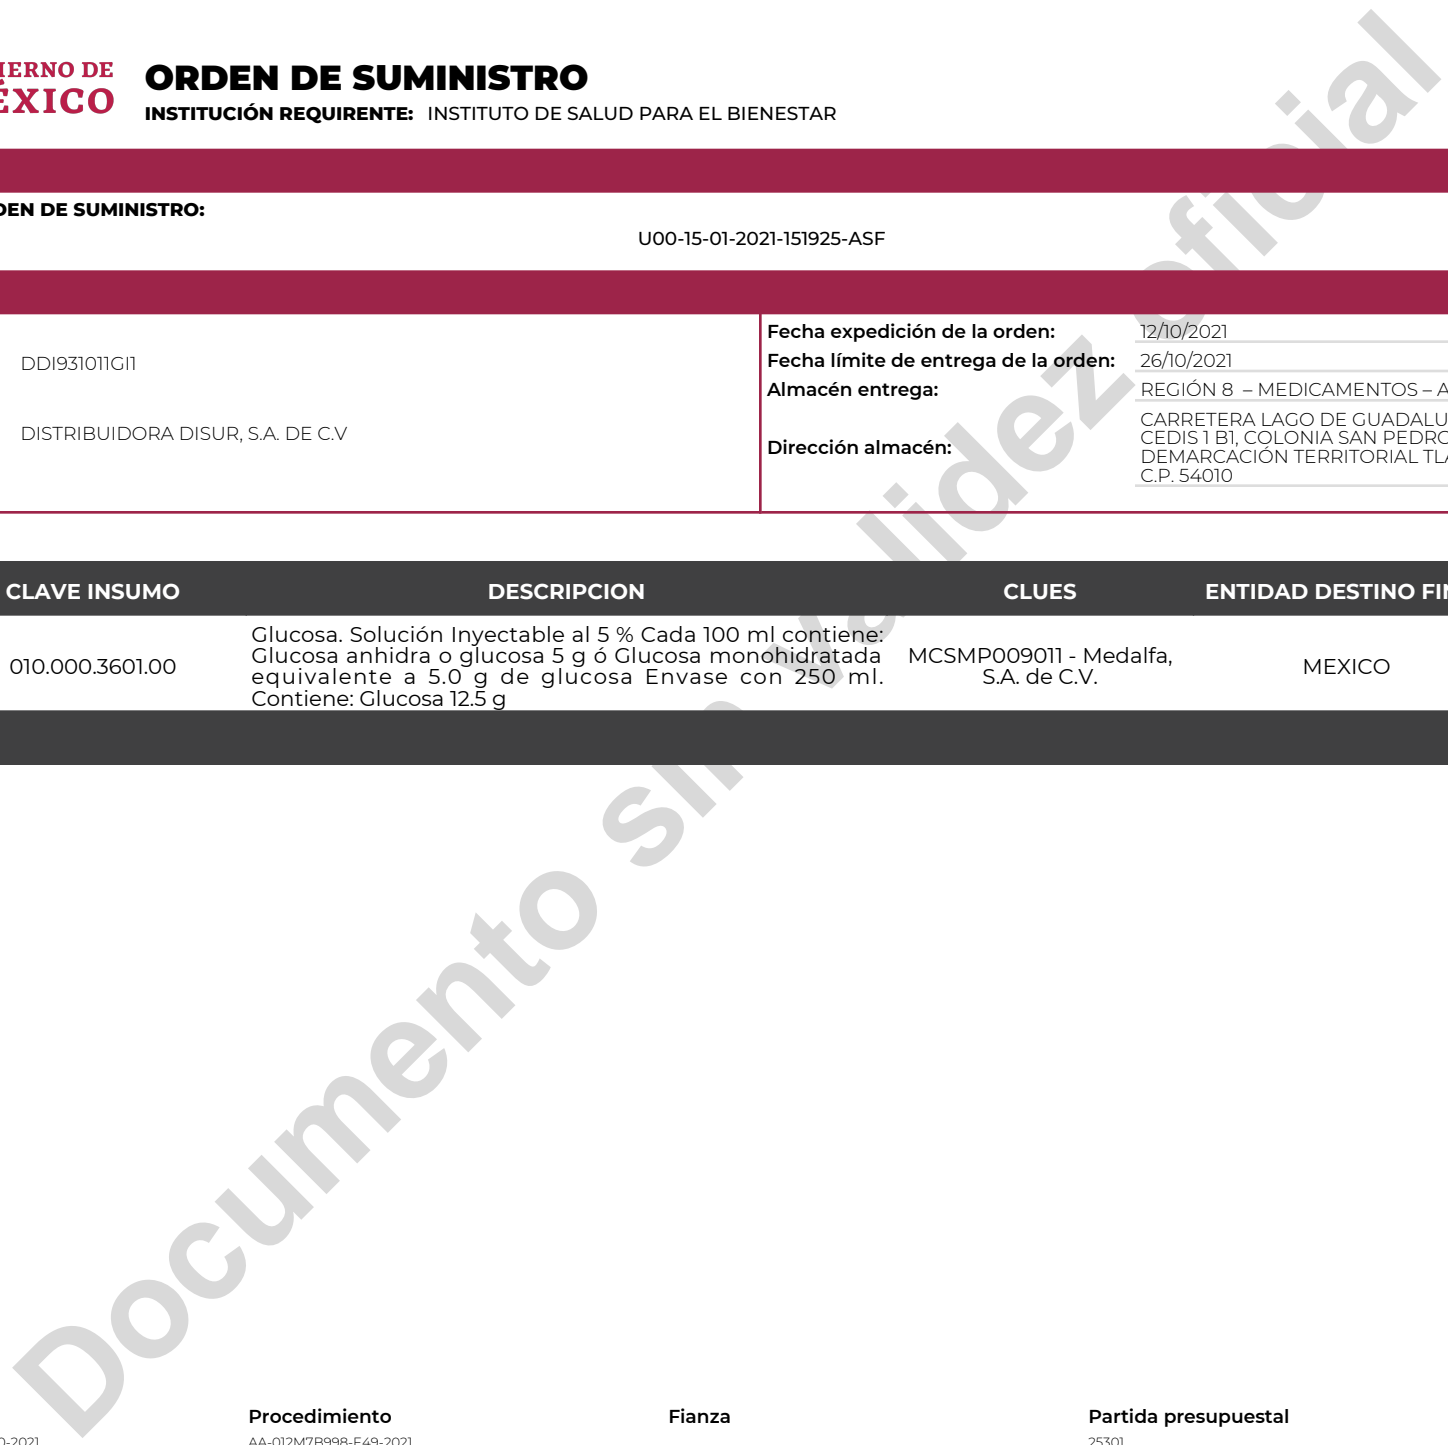 IERNO DE
ÉXICO
ORDEN DE SUMINISTRO
INSTITUCIÓN REQUIRENTE: INSTITUTO DE SALUD PARA EL BIENESTAR
DEN DE SUMINISTRO:
U00-15-01-2021-151925-ASF
DDI931011GI1
DISTRIBUIDORA DISUR, S.A. DE C.V
Fecha expedición de la orden: 12/10/2021
Fecha límite de entrega de la orden: 26/10/2021
Almacén entrega: REGIÓN 8 – MEDICAMENTOS – A
Dirección almacén:
CARRETERA LAGO DE GUADALU
CEDIS 1 B1, COLONIA SAN PEDRO
DEMARCACIÓN TERRITORIAL TLA
C.P. 54010
CLAVE INSUMO DESCRIPCION CLUES ENTIDAD DESTINO FIN
010.000.3601.00
Glucosa. Solución Inyectable al 5 % Cada 100 ml contiene:
Glucosa anhidra o glucosa 5 g ó Glucosa monohidratada
equivalente a 5.0 g de glucosa Envase con 250 ml.
Contiene: Glucosa 12.5 g
MCSMP009011 - Medalfa,
S.A. de C.V.
MEXICO
Documento sin validez oficial
Procedimiento Fianza Partida presupuestal
0-2021 AA-012M7B998-E49-2021 25301